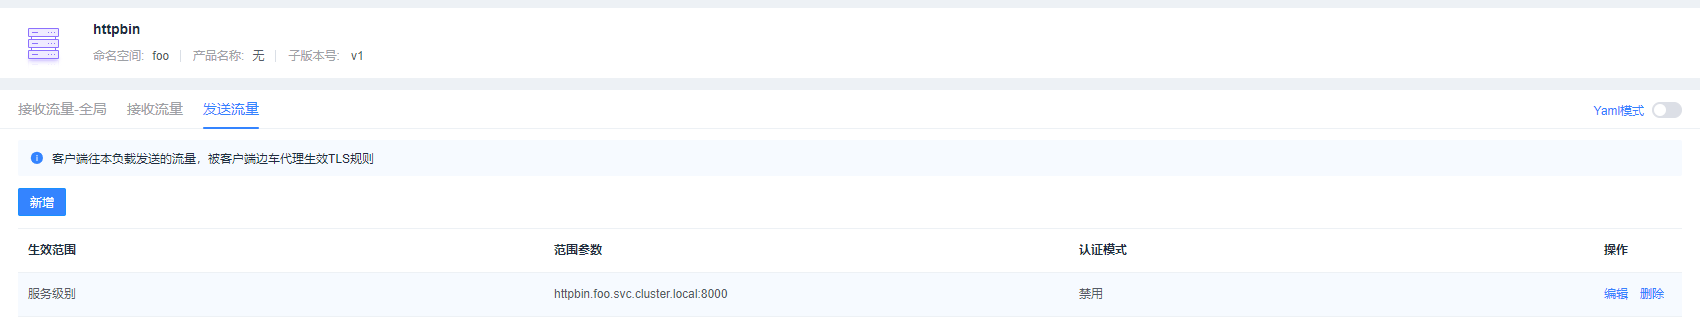 httpbin
命名空间: foo 产品名称: 无 子版本号: v1
接收流量-全局 接收流量 发送流量 Yaml模式
客户端往本负载发送的流量，被客户端边车代理生效TLS规则
新增
生效范围 范围参数 认证模式 操作
服务级别 httpbin.foo.svc.cluster.local:8000 禁用 编辑 删除